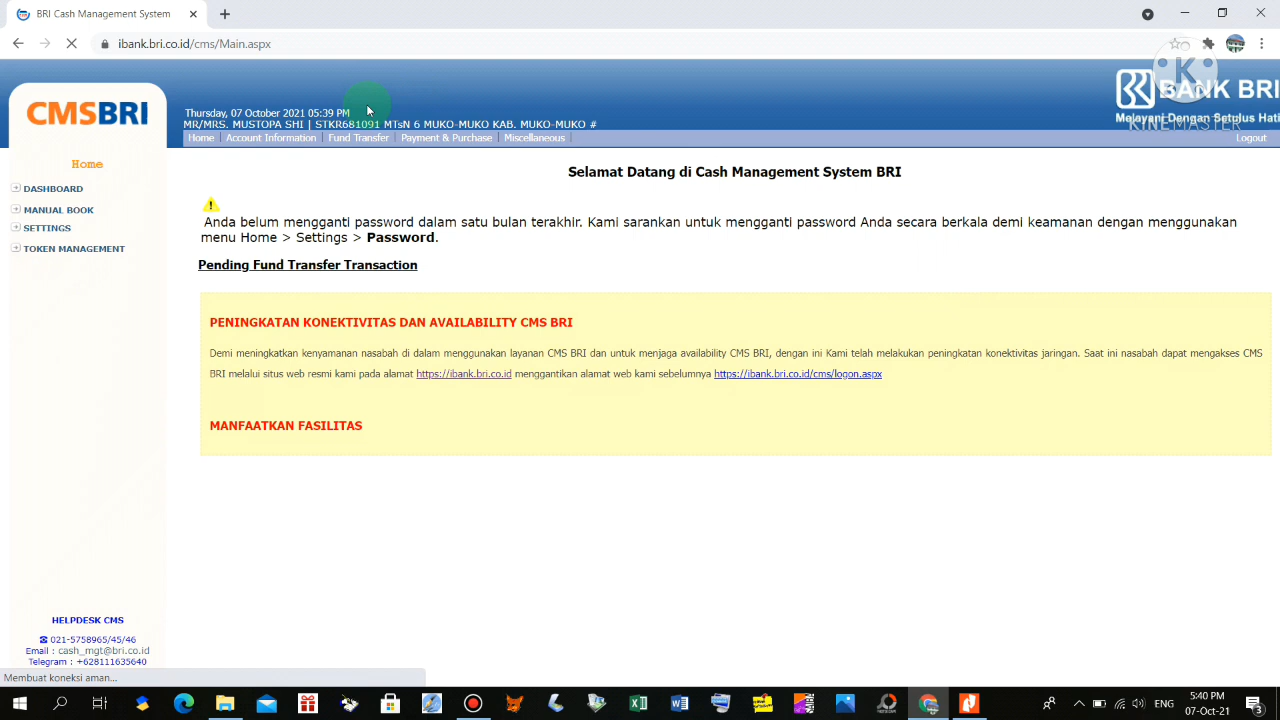 BRI Cash Management System
ibank.bri.co.id/cms/Main.aspx
CMSBRI
Thursday, 07 October 2021 05:39 PM
MR/MRS. MUSTOPA SHI | STKR681091 MTsN 6 MUKO-MUKO KAB. MUKO-MUKO #
BANK BRI
Melayani Dengan Setulus Hati
K
KINEMASTER
Home Account Information Fund Transfer Payment & Purchase Miscellaneous Logout
Home
DASHBOARD
MANUAL BOOK
SETTINGS
TOKEN MANAGEMENT
Selamat Datang di Cash Management System BRI
Anda belum mengganti password dalam satu bulan terakhir. Kami sarankan untuk mengganti password Anda secara berkala demi keamanan dengan menggunakan
menu Home > Settings > Password.
Pending Fund Transfer Transaction
PENINGKATAN KONEKTIVITAS DAN AVAILABILITY CMS BRI
Demi meningkatkan kenyamanan nasabah di dalam menggunakan layanan CMS BRI dan untuk menjaga availability CMS BRI, dengan ini Kami telah melakukan peningkatan konektivitas jaringan. Saat ini nasabah dapat mengakses CMS
BRI melalui situs web resmi kami pada alamat https://ibank.bri.co.id menggantikan alamat web kami sebelumnya https://ibank.bri.co.id/cms/logon.aspx
MANFAATKAN FASILITAS
HELPDESK CMS
021-5758965/45/46
Email : cash_mgt@bri.co.id
Telegram : +628111635640
Membuat koneksi aman...
ENG
5:40 PM
07-Oct-21
3